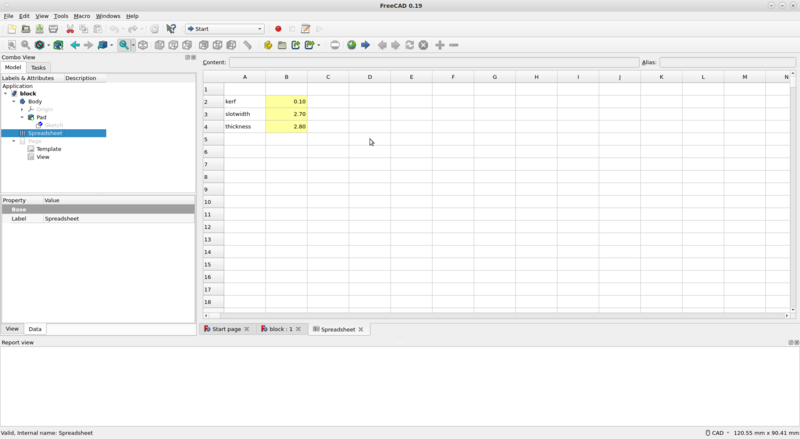 FreeCAD 0.19
File Edit View Tools Macro Windows Help
Start
Combo View
Model Tasks
Labels & Attributes Description
Application
block
Body
Origin
Pad
Sketch
Spreadsheet
Page
Template
View
Property Value
Base
Label Spreadsheet
View Data
Content: Alias:
A B C D E F G H I J K L M N
1
2 kerf 0.10
3 slotwidth 2.70
4 thickness 2.80
5
6
7
8
9
10
11
12
13
14
15
16
17
18
Start page block : 1 Spreadsheet
Report view
Valid, Internal name: Spreadsheet CAD 120.55 mm x 90.41 mm